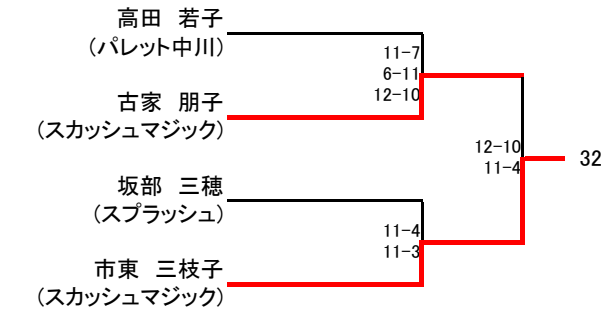 高田　若子
（パレット中川）
11-7
6-11
12-10
古家　朋子
（スカッシュマジック）
12-10
11-4
32
坂部　三穂
（スプラッシュ）
11-4
11-3
市東　三枝子
（スカッシュマジック）